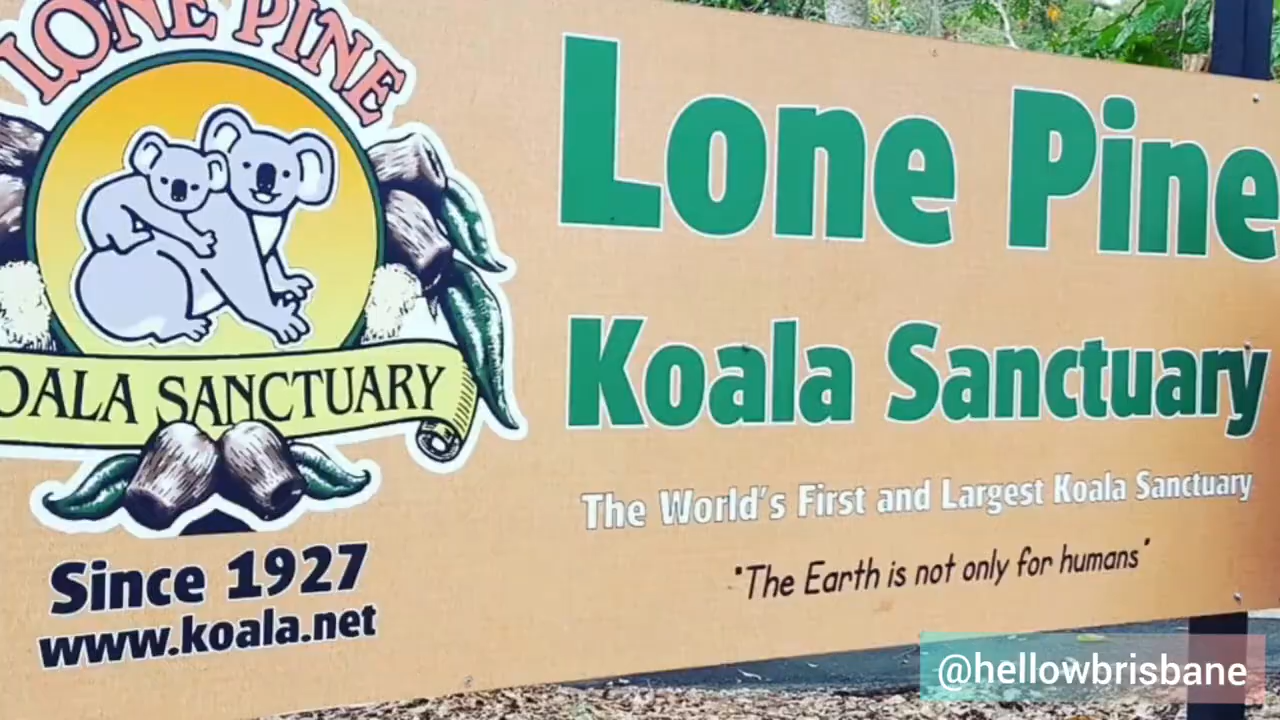 LONE PINE
OALA SANCTUARY
Since 1927
www.koala.net
Lone Pine
Koala Sanctuary
The World's First and Largest Koala Sanctuary
"The Earth is not only for humans"
@hellowbrisbane